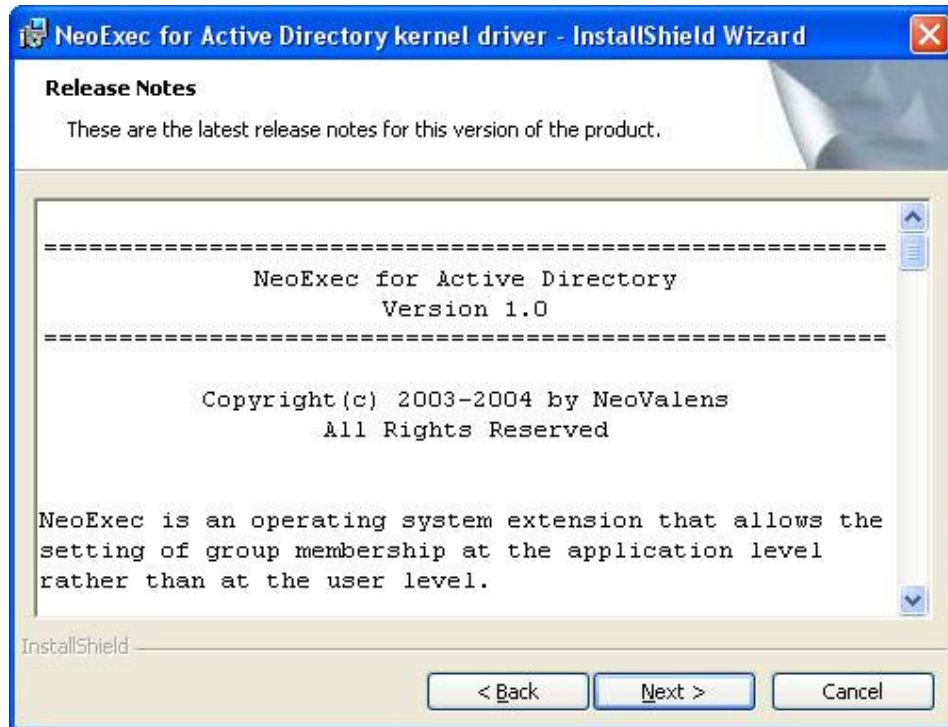 NeoExec for Active Directory kernel driver - InstallShield Wizard
Release Notes
These are the latest release notes for this version of the product.
========================================================
NeoExec for Active Directory
Version 1.0
========================================================
Copyright(c) 2003-2004 by NeoValens
All Rights Reserved
NeoExec is an operating system extension that allows the
setting of group membership at the application level
rather than at the user level.
InstallShield
< Back Next > Cancel